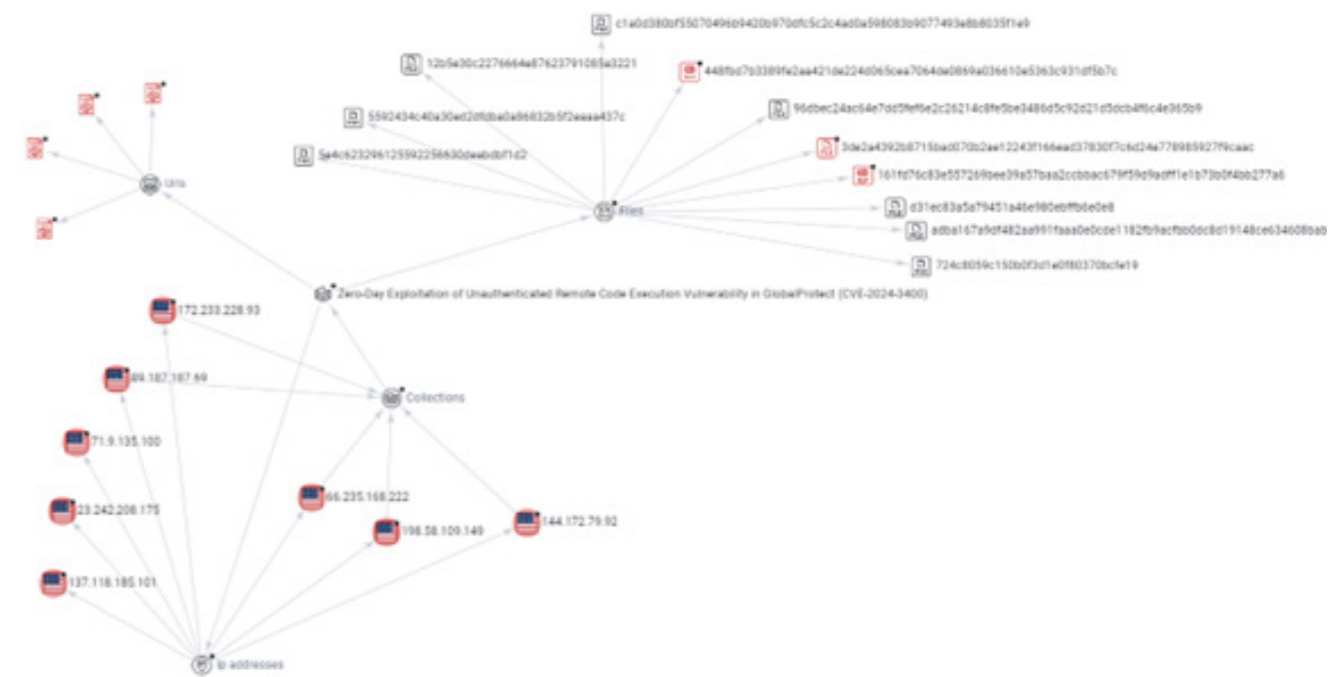 c1a0d380bf55070496b9420b970dfc5c2c4ad0a598083b9077493e8b8035f1e9
12b5e30c2276664e87623791085a3221
448fbd7b3389fe2aa421de224d065cea7064de0869a036610e5363c931df5b7c
96dbec24ac64e7dd5fef6e2c26214c8fe5be3486d5c92d21d5dcb4f6c4e365b9
5592434c40a30ed2dfdba0a86832b5f2eaaa437c
3de2a4392b8715bad070b2ae12243f166ead37830f7c6d24e778985927f9caac
5a4c623296125592256630deabdbf1d2
161fd76c83e557269bee39a57baa2ccbbac679f59d9adff1e1b73b0f4bb277a6
Urls
Files
d31ec83a5a79451a46e980ebffb6e0e8
adba167a9df482aa991faaa0e0cde1182fb9acfbb0dc8d19148ce634608bab
724c8059c150b0f3d1e0f80370bcfe19
Zero-Day Exploitation of Unauthenticated Remote Code Execution Vulnerability in GlobalProtect (CVE-2024-3400)
172.233.228.93
89.187.187.69
Collections
71.9.135.100
66.235.168.222
23.242.208.175
198.58.109.149
144.172.79.92
137.118.185.101
Ip addresses